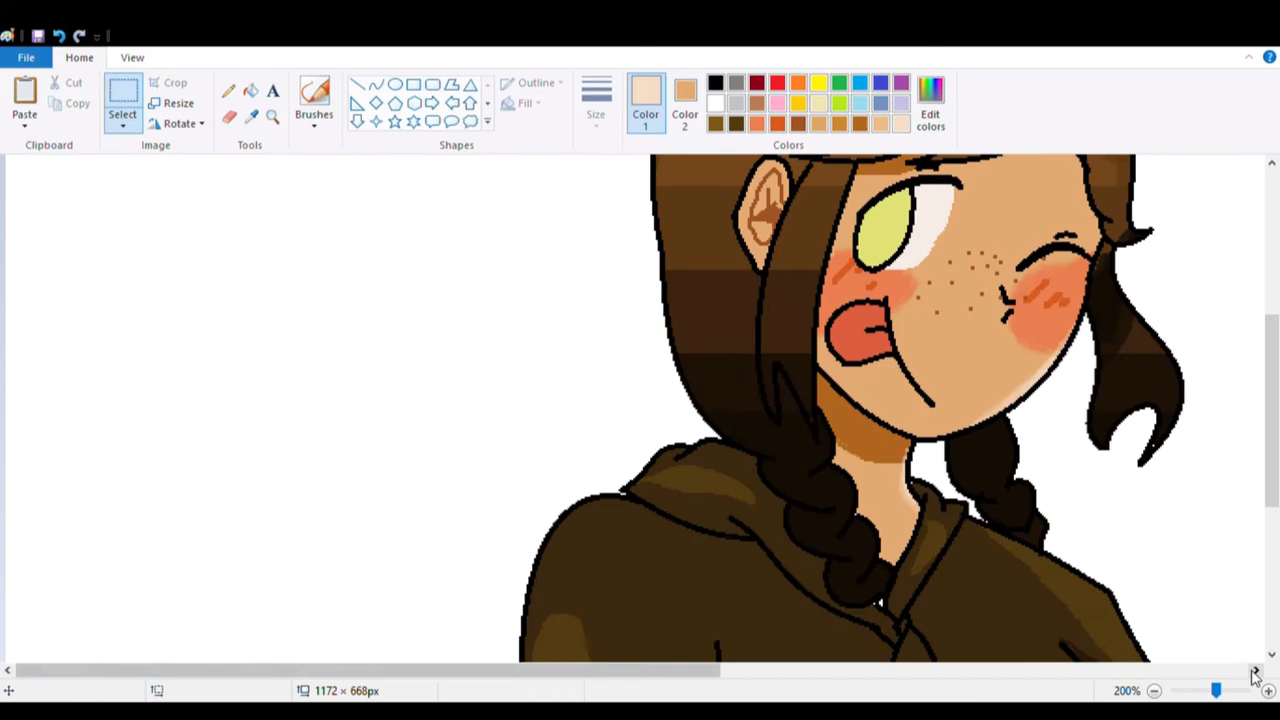 File Home View
Paste
Cut
Copy
Clipboard
Select
Crop
Resize
Rotate
Image
A
Tools
Brushes
Outline
Fill
Shapes
Size
Color
1
Color
2
Edit
colors
Colors
?
1172 × 668px
200%